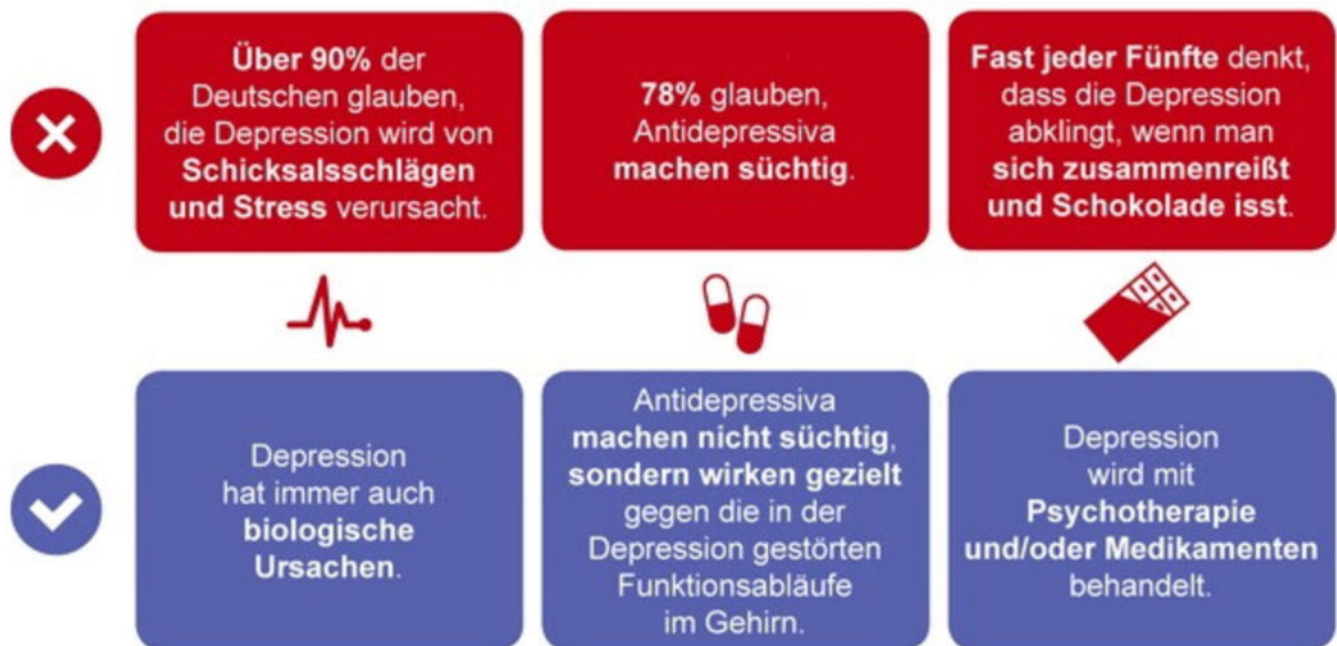 Über 90% der
Deutschen glauben,
die Depression wird von
Schicksalsschlägen
und Stress verursacht.
78% glauben,
Antidepressiva
machen süchtig.
Fast jeder Fünfte denkt,
dass die Depression
abklingt, wenn man
sich zusammenreißt
und Schokolade isst.
Depression
hat immer auch
biologische
Ursachen.
Antidepressiva
machen nicht süchtig,
sondern wirken gezielt
gegen die in der
Depression gestörten
Funktionsabläufe
im Gehirn.
Depression
wird mit
Psychotherapie
und/oder Medikamenten
behandelt.